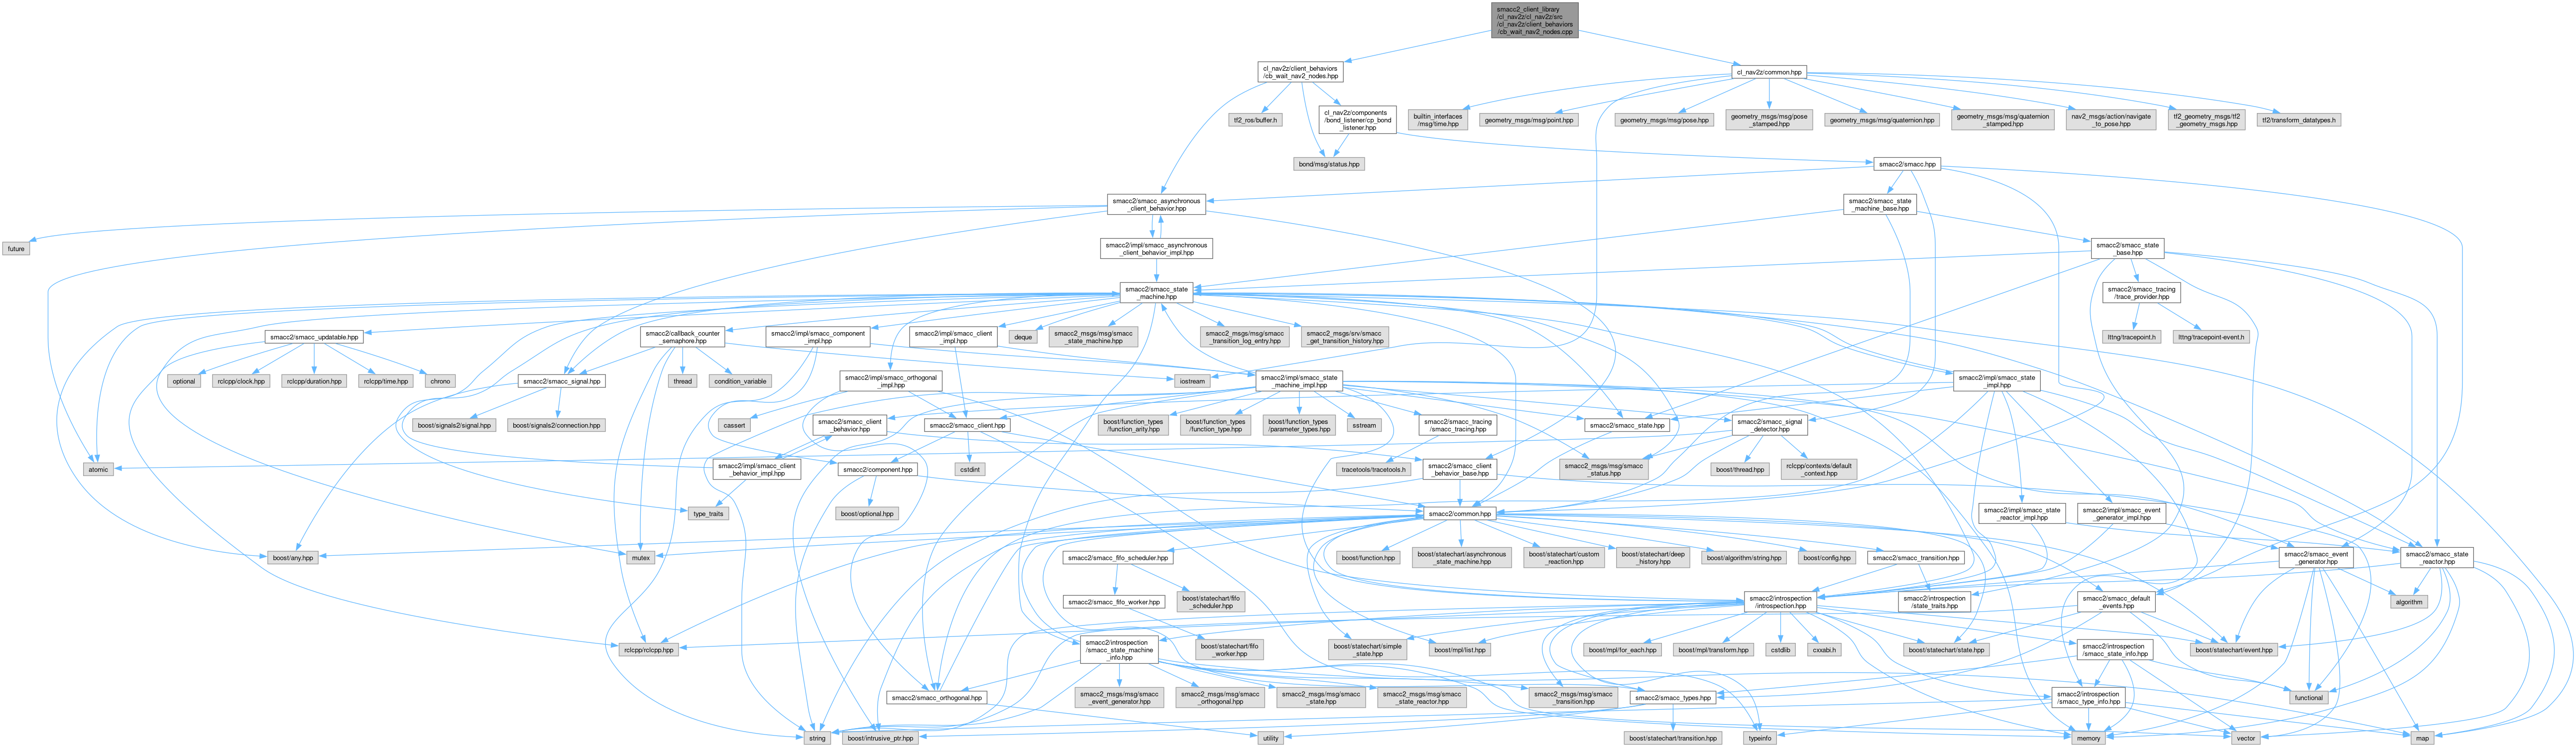 smacc2_client_library
/cl_nav2z/cl_nav2z/src
/cl_nav2z/client_behaviors
/cb_wait_nav2_nodes.cpp
cl_nav2z/client_behaviors
/cb_wait_nav2_nodes.hpp
cl_nav2z/common.hpp
tf2_ros/buffer.h
cl_nav2z/components
/bond_listener/cp_bond
_listener.hpp
builtin_interfaces
/msg/time.hpp
geometry_msgs/msg/point.hpp
geometry_msgs/msg/pose.hpp
geometry_msgs/msg/pose
_stamped.hpp
geometry_msgs/msg/quaternion.hpp
geometry_msgs/msg/quaternion
_stamped.hpp
nav2_msgs/action/navigate
_to_pose.hpp
tf2_geometry_msgs/tf2
_geometry_msgs.hpp
tf2/transform_datatypes.h
bond/msg/status.hpp
smacc2/smacc.hpp
smacc2/smacc_asynchronous
_client_behavior.hpp
smacc2/smacc_state
_machine_base.hpp
future
smacc2/impl/smacc_asynchronous
_client_behavior_impl.hpp
smacc2/smacc_state
_base.hpp
smacc2/smacc_state
_machine.hpp
smacc2/smacc_tracing
/trace_provider.hpp
smacc2/smacc_updatable.hpp
smacc2/callback_counter
_semaphore.hpp
smacc2/impl/smacc_component
_impl.hpp
smacc2/impl/smacc_client
_impl.hpp
deque
smacc2_msgs/msg/smacc
_state_machine.hpp
smacc2_msgs/msg/smacc
_transition_log_entry.hpp
smacc2_msgs/srv/smacc
_get_transition_history.hpp
lttng/tracepoint.h
lttng/tracepoint-event.h
optional
rclcpp/clock.hpp
rclcpp/duration.hpp
rclcpp/time.hpp
chrono
smacc2/smacc_signal.hpp
thread
condition_variable
smacc2/impl/smacc_orthogonal
_impl.hpp
iostream
smacc2/impl/smacc_state
_machine_impl.hpp
smacc2/impl/smacc_state
_impl.hpp
boost/signals2/signal.hpp
boost/signals2/connection.hpp
cassert
smacc2/smacc_client
_behavior.hpp
smacc2/smacc_client.hpp
boost/function_types
/function_arity.hpp
boost/function_types
/function_type.hpp
boost/function_types
/parameter_types.hpp
sstream
smacc2/smacc_tracing
/smacc_tracing.hpp
smacc2/smacc_state.hpp
smacc2/smacc_signal
_detector.hpp
atomic
smacc2/impl/smacc_client
_behavior_impl.hpp
smacc2/component.hpp
cstdint
tracetools/tracetools.h
smacc2/smacc_client
_behavior_base.hpp
smacc2_msgs/msg/smacc
_status.hpp
boost/thread.hpp
rclcpp/contexts/default
_context.hpp
type_traits
boost/optional.hpp
smacc2/common.hpp
smacc2/impl/smacc_state
_reactor_impl.hpp
smacc2/impl/smacc_event
_generator_impl.hpp
boost/any.hpp
mutex
smacc2/smacc_fifo_scheduler.hpp
boost/function.hpp
boost/statechart/asynchronous
_state_machine.hpp
boost/statechart/custom
_reaction.hpp
boost/statechart/deep
_history.hpp
boost/algorithm/string.hpp
boost/config.hpp
smacc2/smacc_transition.hpp
smacc2/smacc_event
_generator.hpp
smacc2/smacc_state
_reactor.hpp
smacc2/smacc_fifo_worker.hpp
boost/statechart/fifo
_scheduler.hpp
smacc2/introspection
/introspection.hpp
smacc2/introspection
/state_traits.hpp
smacc2/smacc_default
_events.hpp
algorithm
rclcpp/rclcpp.hpp
smacc2/introspection
/smacc_state_machine
_info.hpp
boost/statechart/fifo
_worker.hpp
boost/statechart/simple
_state.hpp
boost/mpl/list.hpp
boost/mpl/for_each.hpp
boost/mpl/transform.hpp
cstdlib
cxxabi.h
boost/statechart/state.hpp
smacc2/introspection
/smacc_state_info.hpp
boost/statechart/event.hpp
smacc2/smacc_orthogonal.hpp
smacc2_msgs/msg/smacc
_event_generator.hpp
smacc2_msgs/msg/smacc
_orthogonal.hpp
smacc2_msgs/msg/smacc
_state.hpp
smacc2_msgs/msg/smacc
_state_reactor.hpp
smacc2_msgs/msg/smacc
_transition.hpp
smacc2/smacc_types.hpp
smacc2/introspection
/smacc_type_info.hpp
functional
string
boost/intrusive_ptr.hpp
utility
boost/statechart/transition.hpp
typeinfo
memory
vector
map